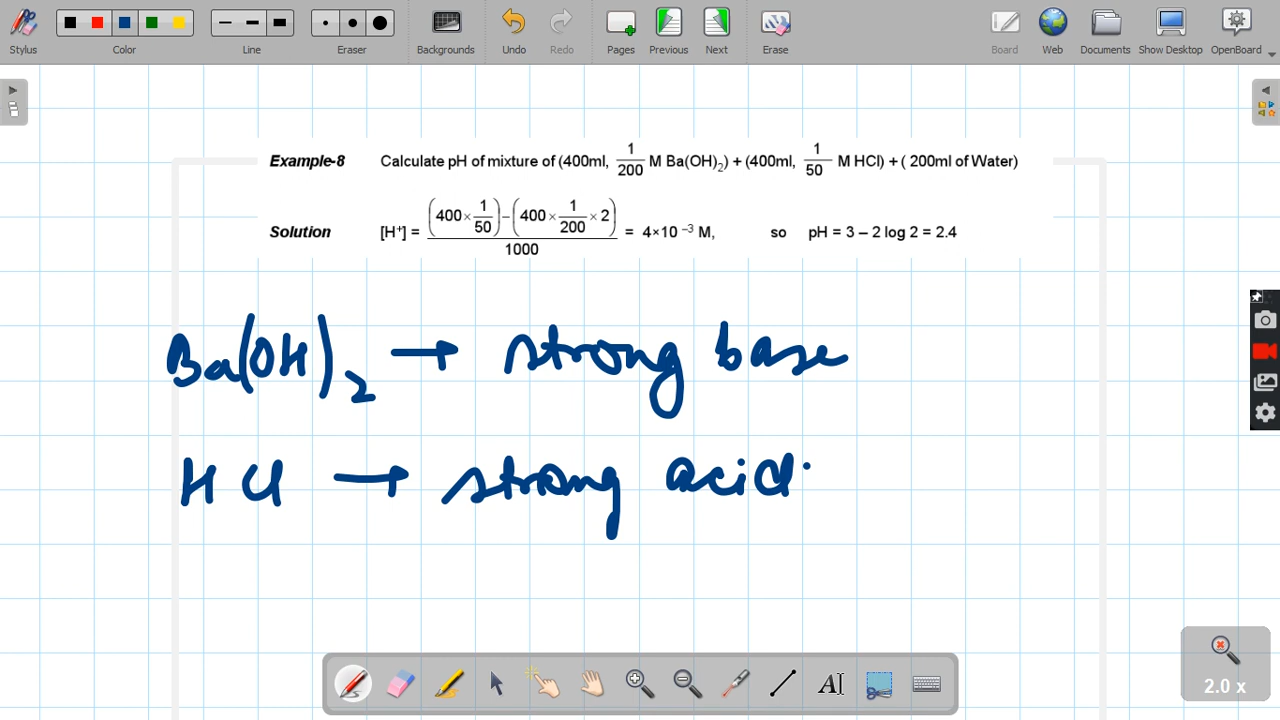 Stylus Color Line Eraser Backgrounds Undo Redo Pages Previous Next Erase Board Web Documents Show Desktop OpenBoard
Example-8 Calculate pH of mixture of (400ml, 1/200 M Ba(OH)₂) + (400ml, 1/50 M HCl) + ( 200ml of Water)
Solution [H⁺] = ((400×1/50)−(400×1/200×2))/1000 = 4×10 ⁻³ M, so pH = 3 – 2 log 2 = 2.4
Ba(OH)₂ → strong base
HCl → strong acid
AI
2.0 x